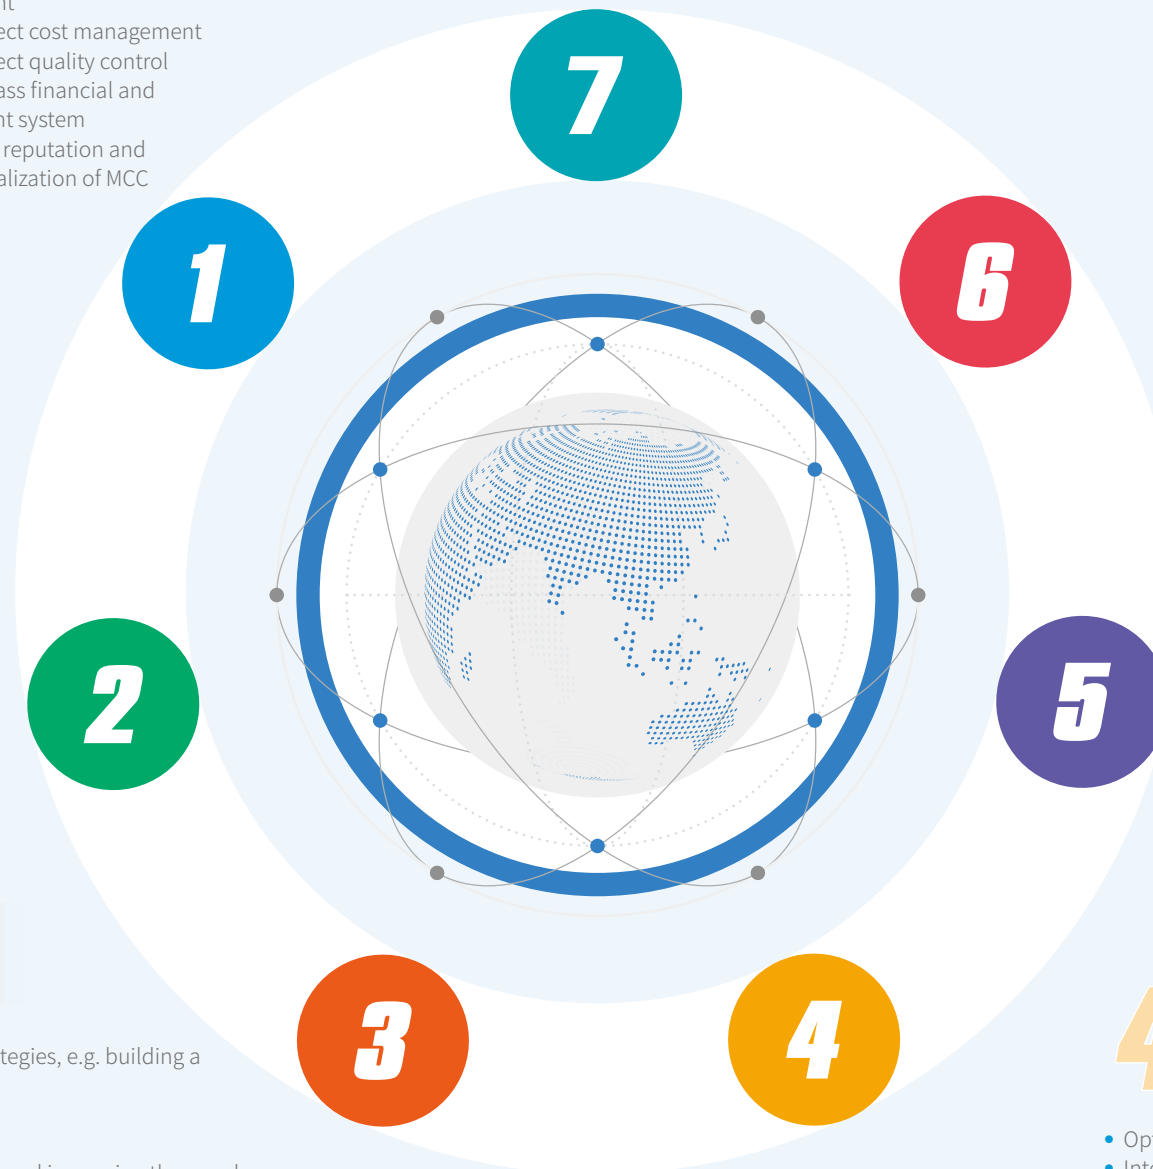 ect cost management
ect quality control
ass financial and
nt system
reputation and
alization of MCC
7
1
6
2
5
3
4
4
tegies, e.g. building a